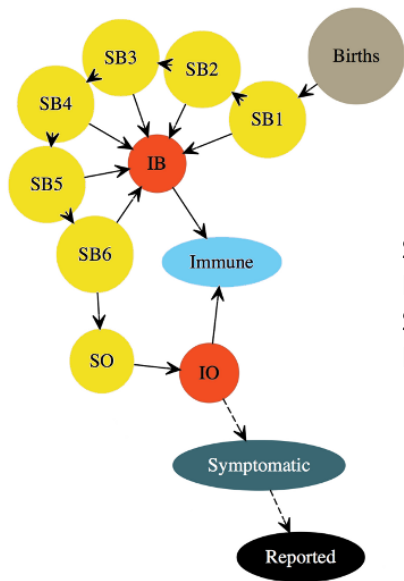 SB3
SB2
Births
SB4
SB1
IB
SB5
SB6
Immune
SO
IO
Symptomatic
Reported